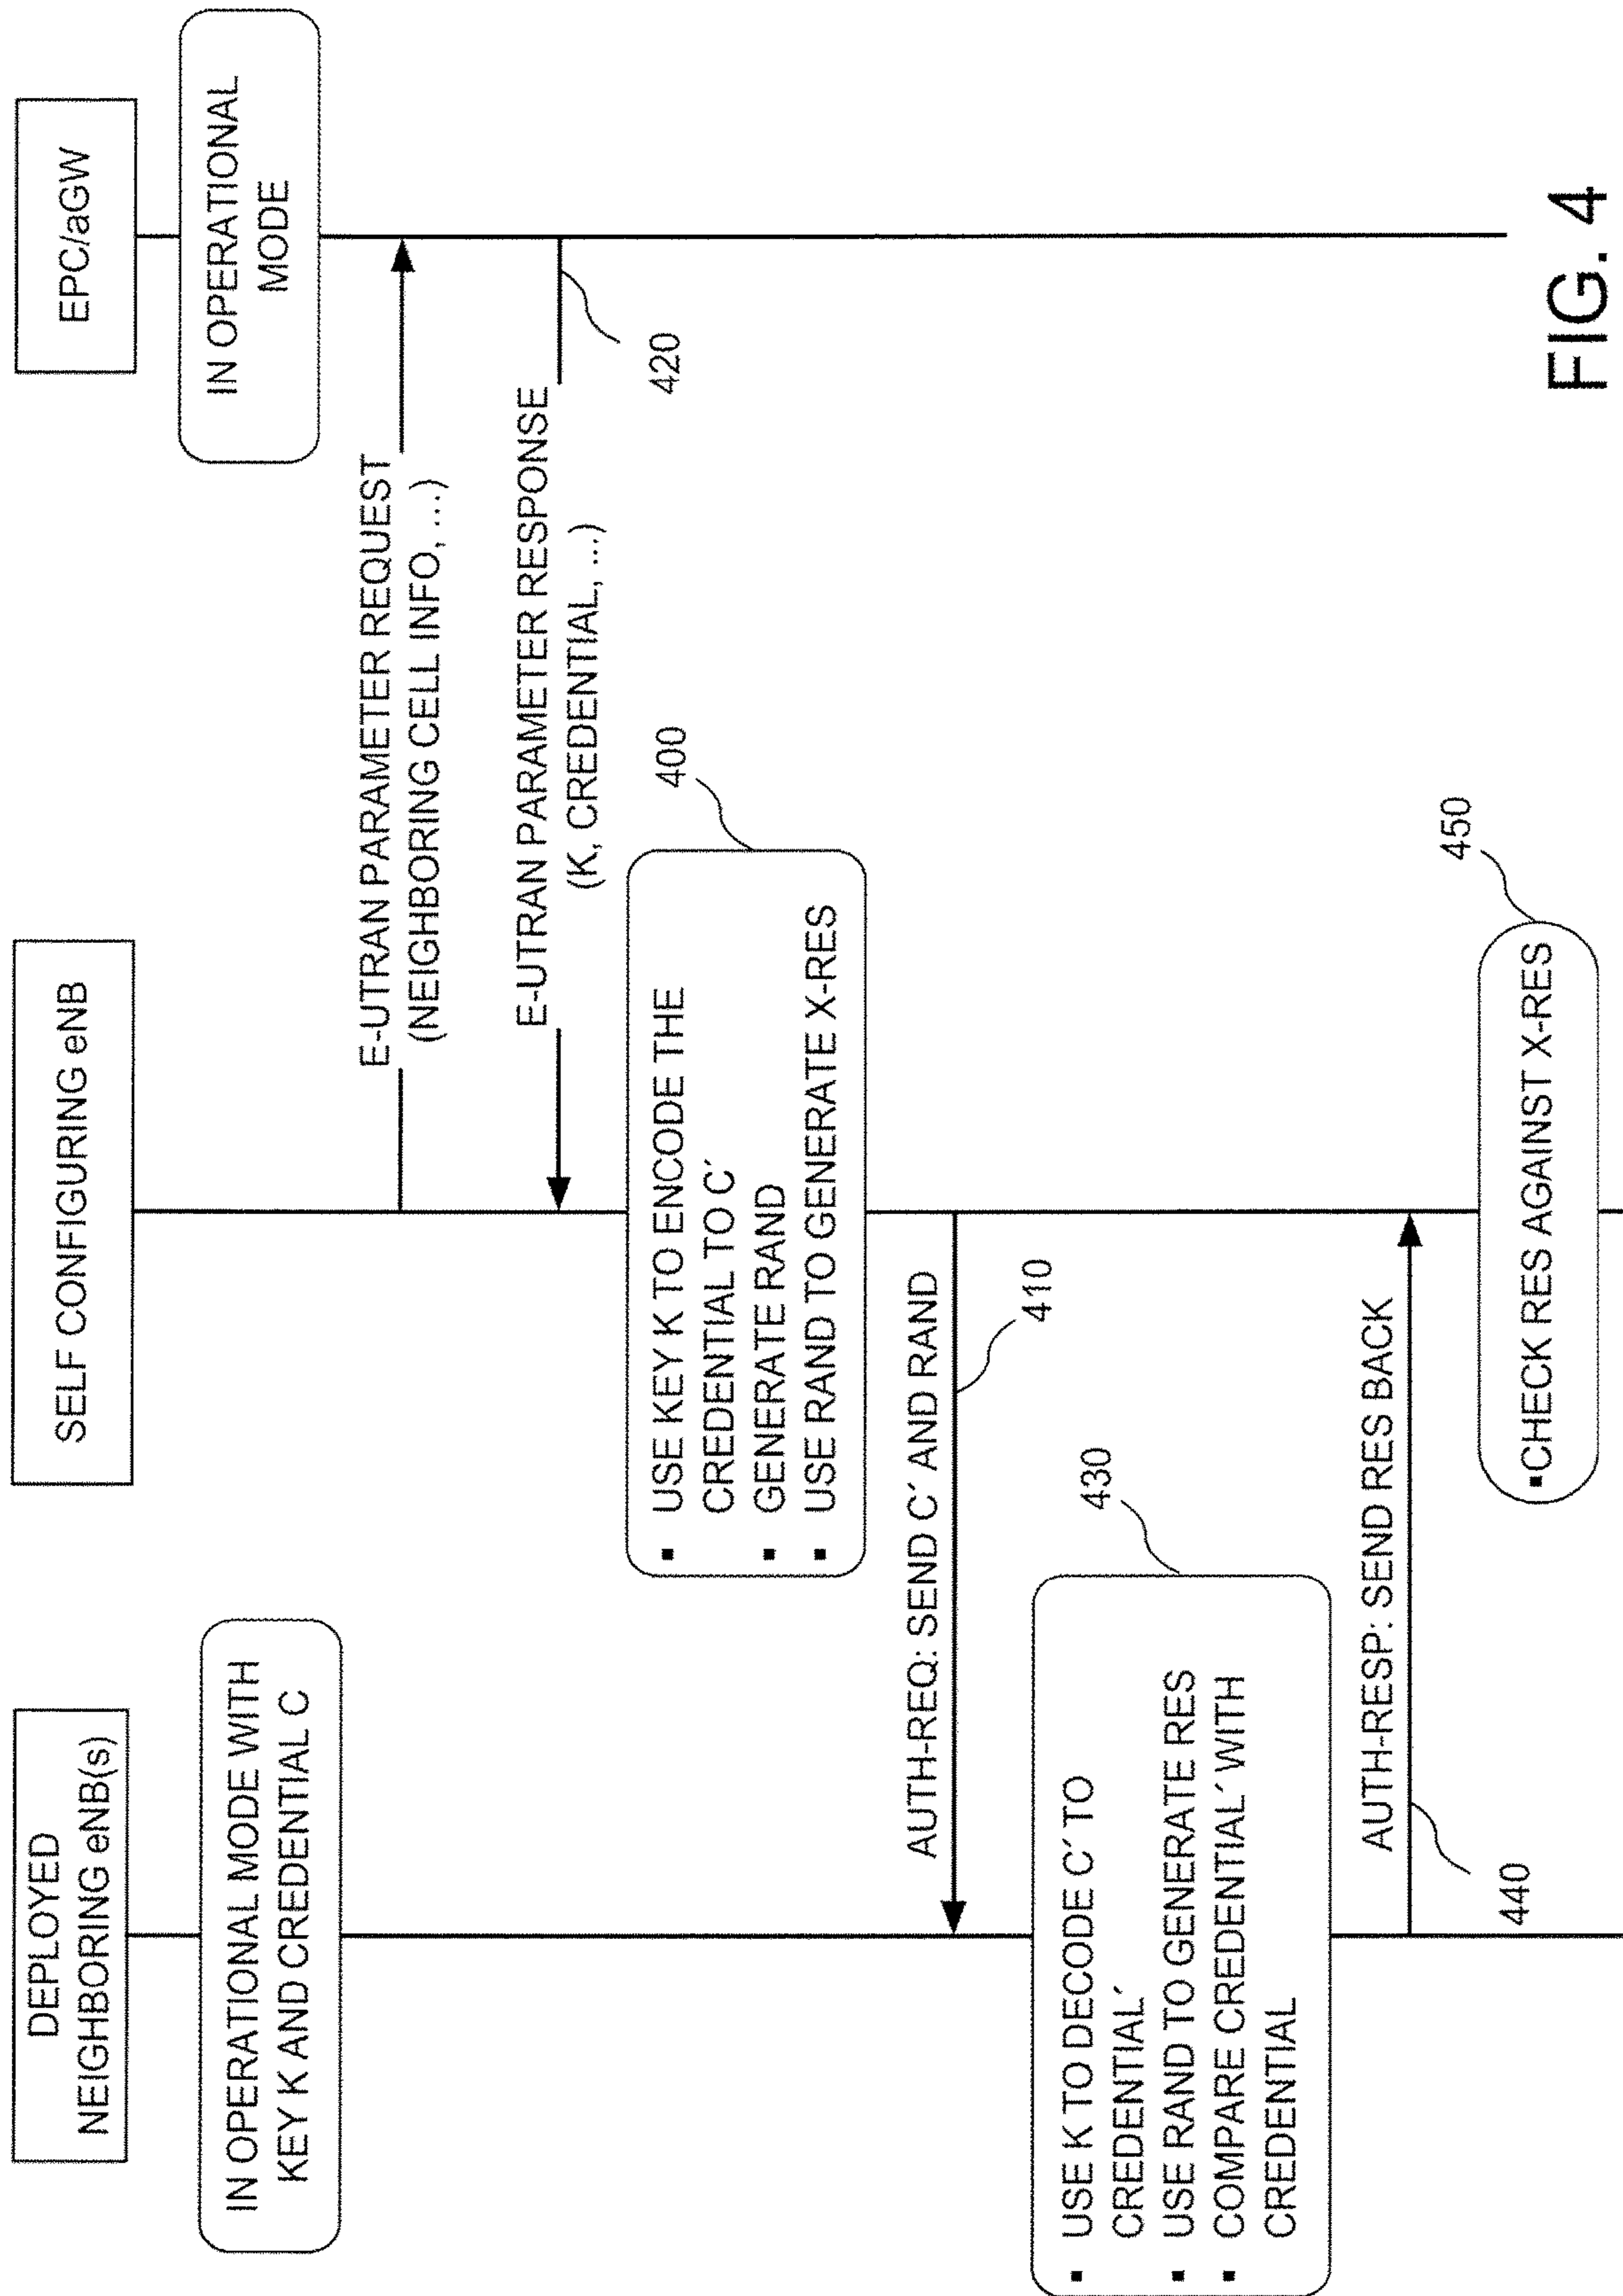 DEPLOYED
NEIGHBORING eNB(s)
SELF CONFIGURING eNB
EPC/aGW
IN OPERATIONAL MODE WITH
KEY K AND CREDENTIAL C
IN OPERATIONAL
MODE
E-UTRAN PARAMETER REQUEST
(NEIGHBORING CELL INFO, ....)
E-UTRAN PARAMETER RESPONSE
(K, CREDENTIAL, ...)
420
400
▪ USE KEY K TO ENCODE THE
CREDENTIAL TO C´
▪ GENERATE RAND
▪ USE RAND TO GENERATE X-RES
AUTH-REQ: SEND C´ AND RAND
410
430
▪ USE K TO DECODE C´ TO
CREDENTIAL´
▪ USE RAND TO GENERATE RES
▪ COMPARE CREDENTIAL´ WITH
CREDENTIAL
AUTH-RESP: SEND RES BACK
440
450
▪CHECK RES AGAINST X-RES
FIG. 4